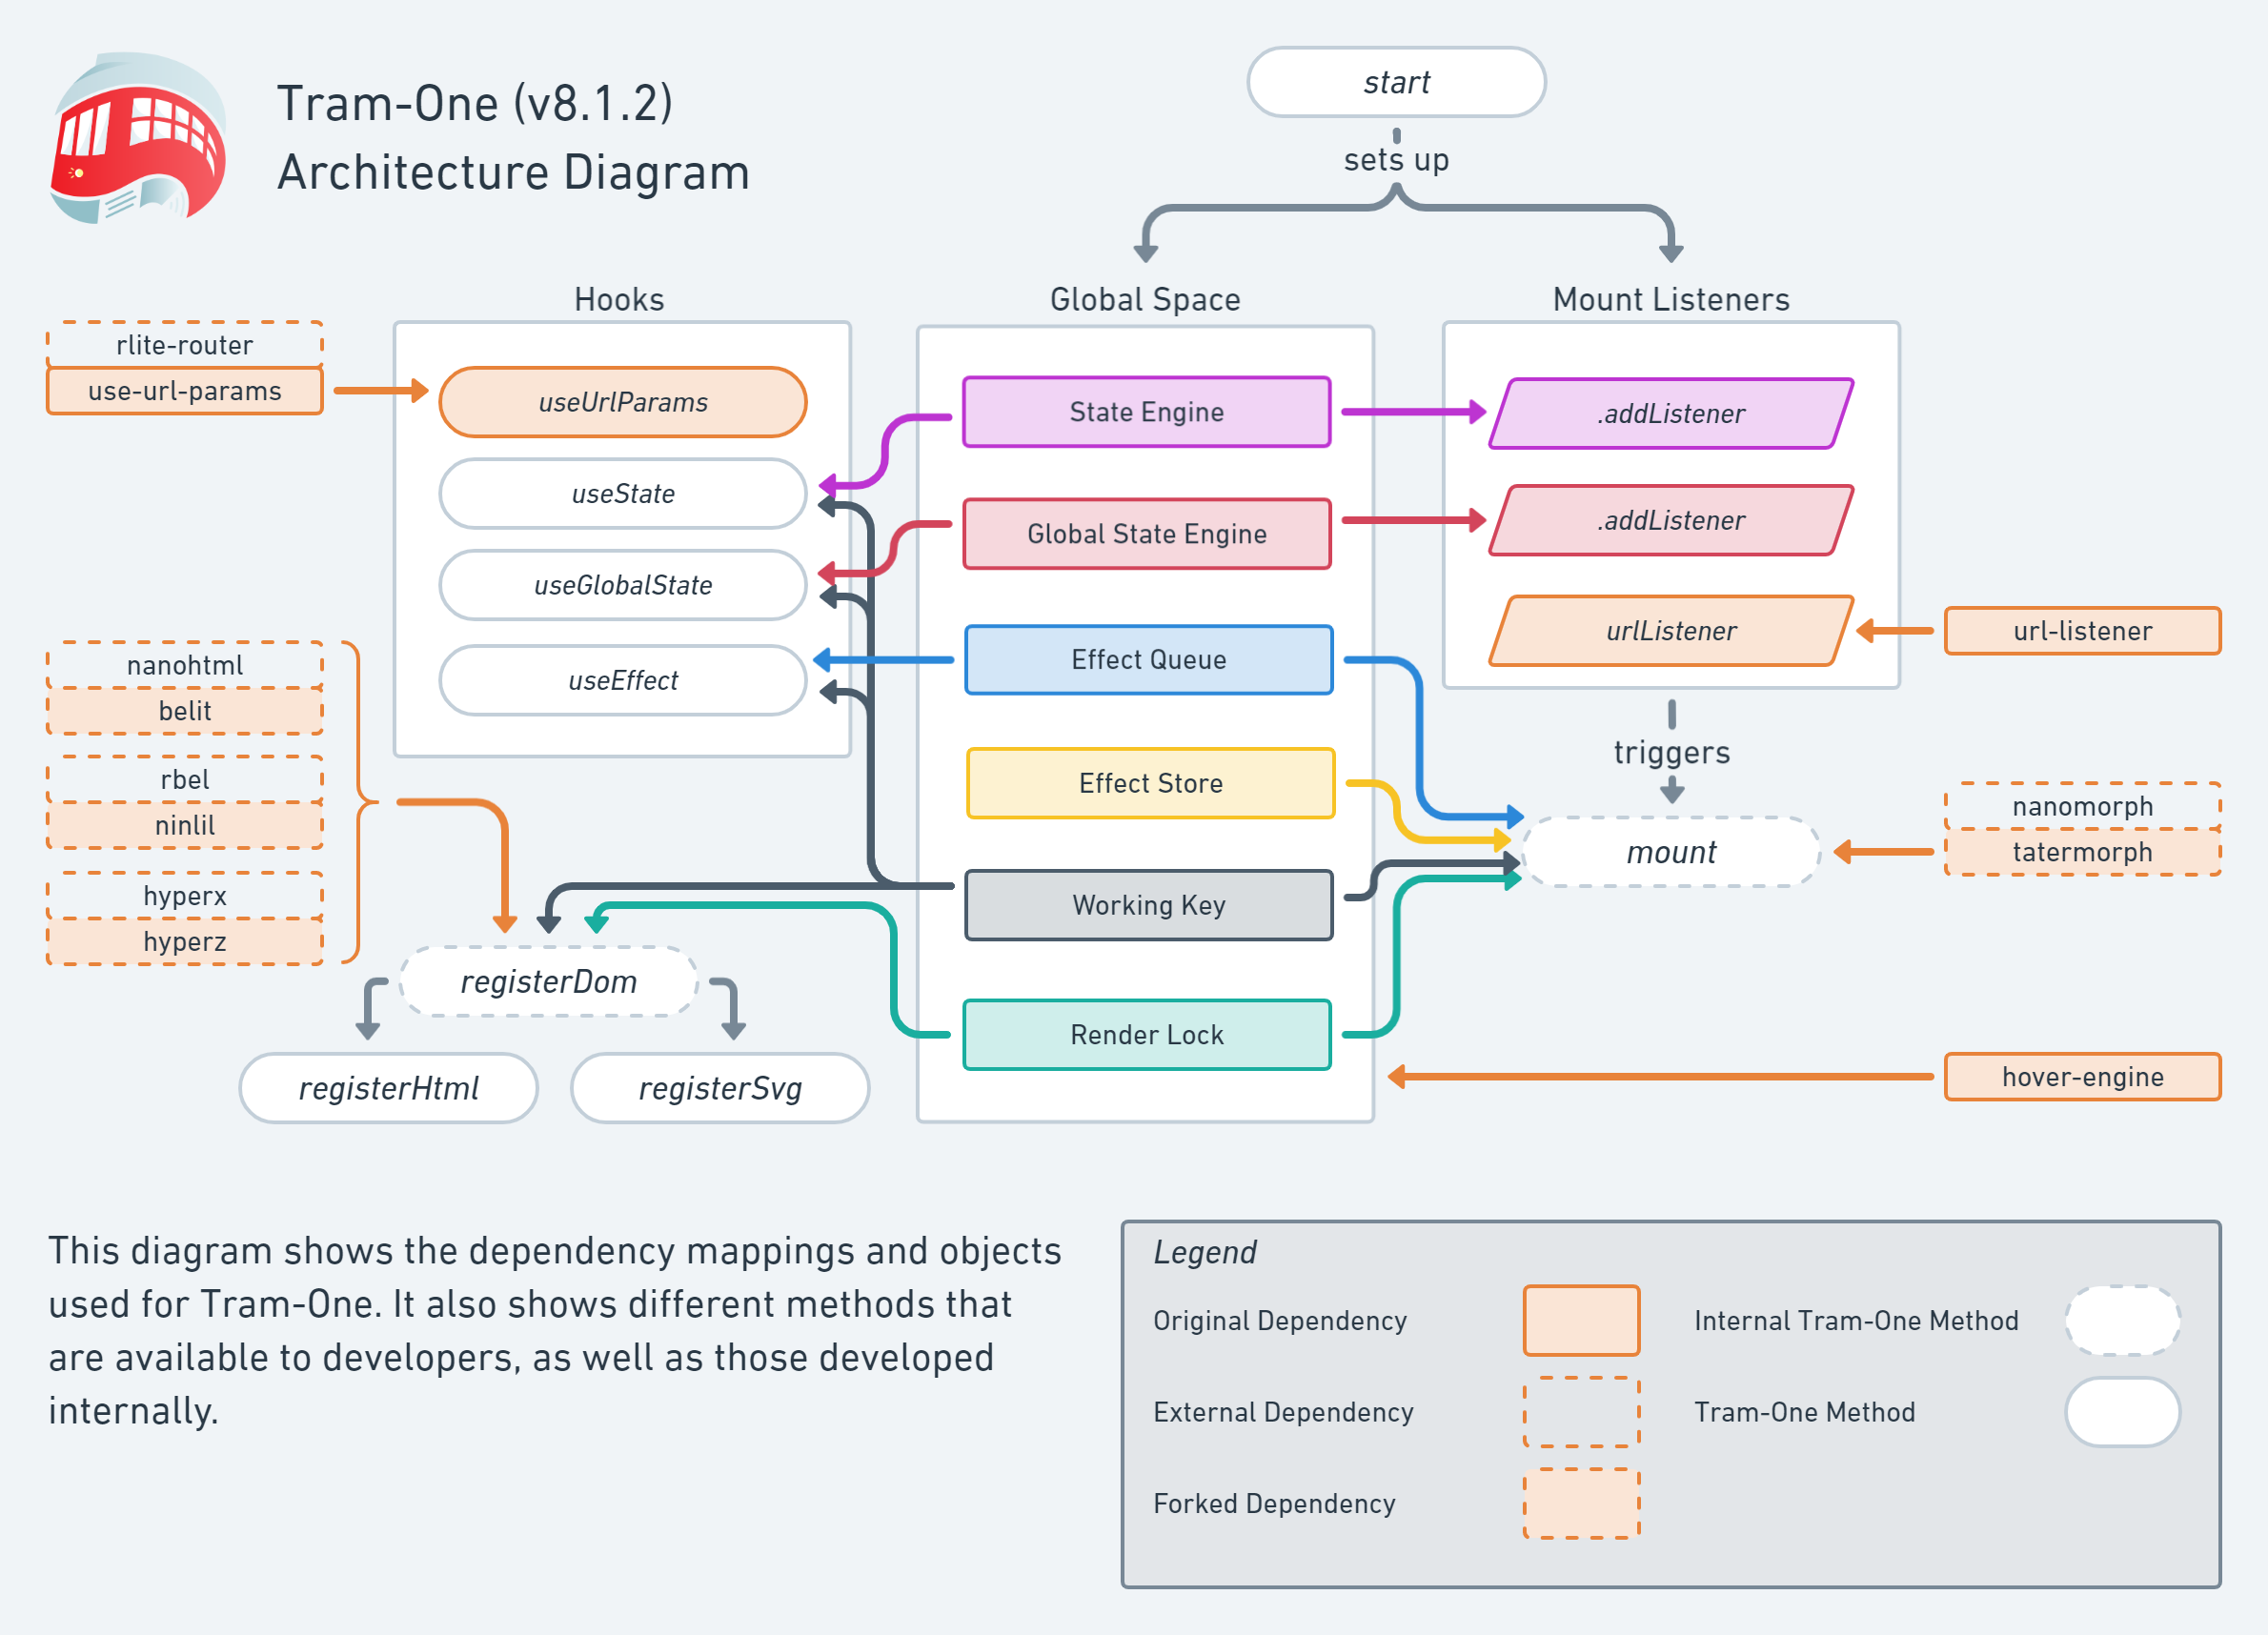 Tram-One (v8.1.2)
Architecture Diagram
start
sets up
Hooks
Global Space
Mount Listeners
rlite-router
use-url-params
useUrlParams
useState
useGlobalState
useEffect
State Engine
Global State Engine
Effect Queue
Effect Store
Working Key
Render Lock
.addListener
.addListener
urlListener
url-listener
triggers
mount
nanomorph
tatermorph
hover-engine
nanohtml
belit
rbel
ninlil
hyperx
hyperz
registerDom
registerHtml
registerSvg
This diagram shows the dependency mappings and objects
used for Tram-One. It also shows different methods that
are available to developers, as well as those developed
internally.
Legend
Original Dependency
External Dependency
Forked Dependency
Internal Tram-One Method
Tram-One Method